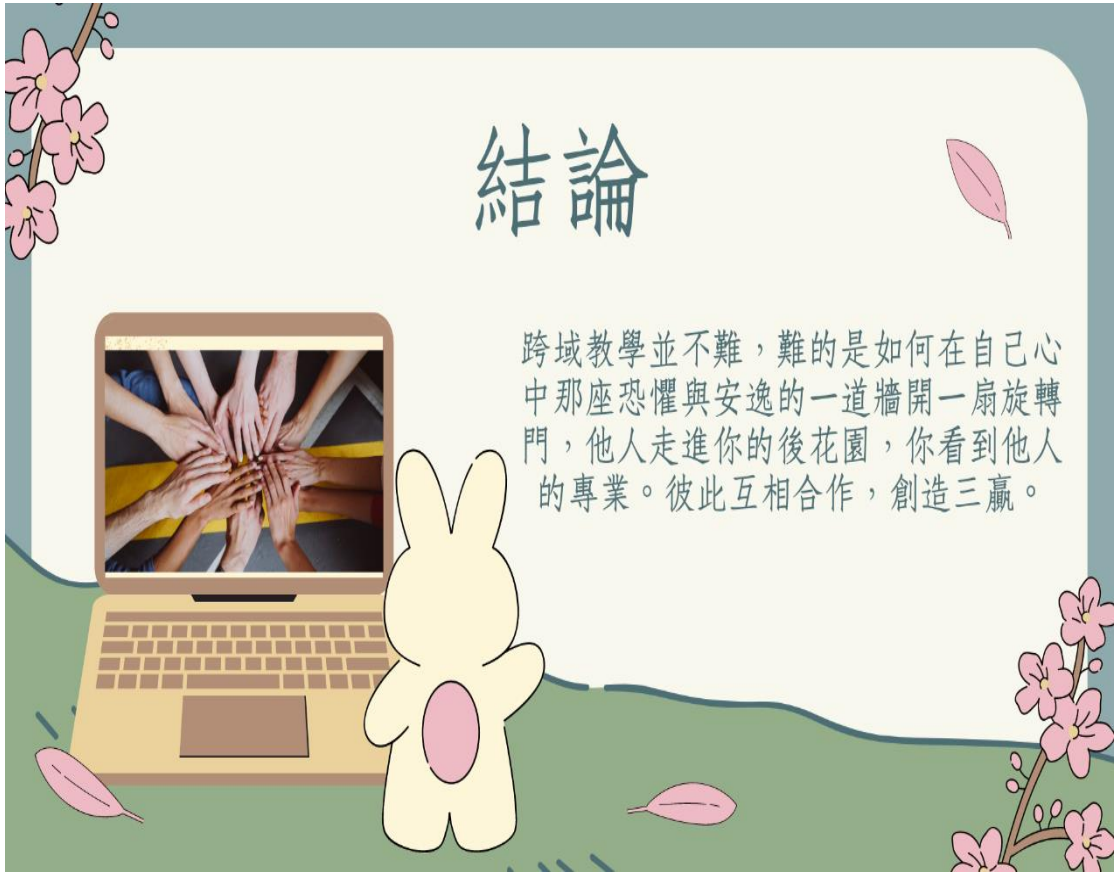 結論
跨域教學並不難，難的是如何在自己心
中那座恐懼與安逸的一道牆開一扇旋轉
門，他人走進你的後花園，你看到他人
的專業。彼此互相合作，創造三贏。